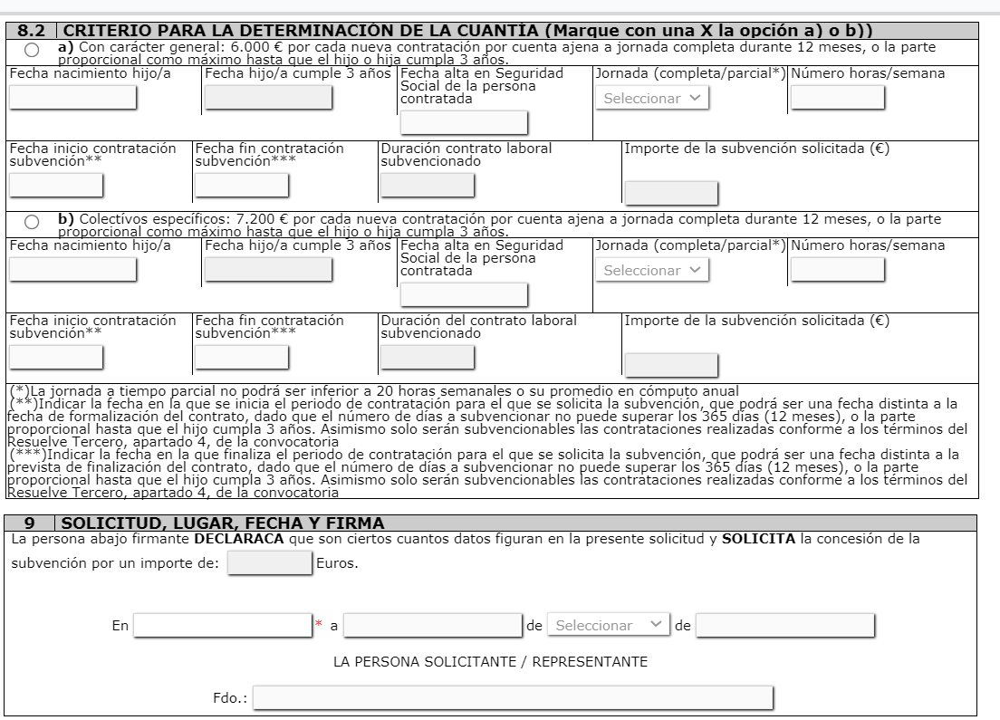 8.2 CRITERIO PARA LA DETERMINACIÓN DE LA CUANTÍA (Marque con una X la opción a) o b))
a) Con carácter general: 6.000 € por cada nueva contratación por cuenta ajena a jornada completa durante 12 meses, o la parte
proporcional como máximo hasta que el hijo o hija cumpla 3 años.
Fecha nacimiento hijo/a
Fecha hijo/a cumple 3 años
Fecha alta en Seguridad
Social de la persona
contratada
Jornada (completa/parcial*)
Seleccionar
Número horas/semana
Fecha inicio contratación
subvención**
Fecha fin contratación
subvención***
Duración contrato laboral
subvencionado
Importe de la subvención solicitada (€)
b) Colectívos específicos: 7.200 € por cada nueva contratación por cuenta ajena a jornada completa durante 12 meses, o la parte
proporcional como máximo hasta que el hijo o hija cumpla 3 años.
Fecha nacimiento hijo/a
Fecha hijo/a cumple 3 años
Fecha alta en Seguridad
Social de la persona
contratada
Jornada (completa/parcial*)
Seleccionar
Número horas/semana
Fecha inicio contratación
subvención**
Fecha fin contratación
subvención***
Duración del contrato laboral
subvencionado
Importe de la subvención solicitada (€)
(*)La jornada a tiempo parcial no podrá ser inferior a 20 horas semanales o su promedio en cómputo anual
(**)Indicar la fecha en la que se inicia el periodo de contratación para el que se solicita la subvención, que podrá ser una fecha distinta a la
fecha de formalización del contrato, dado que el número de días a subvencionar no puede superar los 365 días (12 meses), o la parte
proporcional hasta que el hijo cumpla 3 años. Asimismo solo serán subvencionables las contrataciones realizadas conforme a los términos del
Resuelve Tercero, apartado 4, de la convocatoria
(***)Indicar la fecha en la que finaliza el periodo de contratación para el que se solicita la subvención, que podrá ser una fecha distinta a la
prevista de finalización del contrato, dado que el número de días a subvencionar no puede superar los 365 días (12 meses), o la parte
proporcional hasta que el hijo cumpla 3 años. Asimismo solo serán subvencionables las contrataciones realizadas conforme a los términos del
Resuelve Tercero, apartado 4, de la convocatoria
9 SOLICITUD, LUGAR, FECHA Y FIRMA
La persona abajo firmante DECLARACA que son ciertos cuantos datos figuran en la presente solicitud y SOLICITA la concesión de la
subvención por un importe de: Euros.
En * a de Seleccionar de
LA PERSONA SOLICITANTE / REPRESENTANTE
Fdo.: